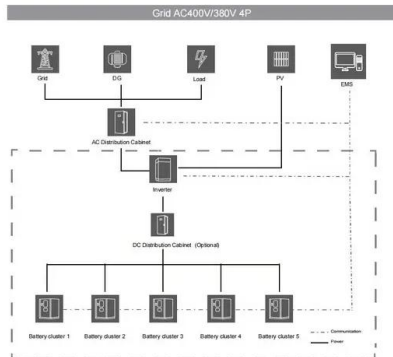 Grid AC400V/380V 4P
Grid
DG
Load
PV
EMS
AC Distribution Cabinet
Inverter
DC Distribution Cabinet (Optional)
Battery cluster 1
Battery cluster 2
Battery cluster 3
Battery cluster 4
Battery cluster 5
Communication
Power